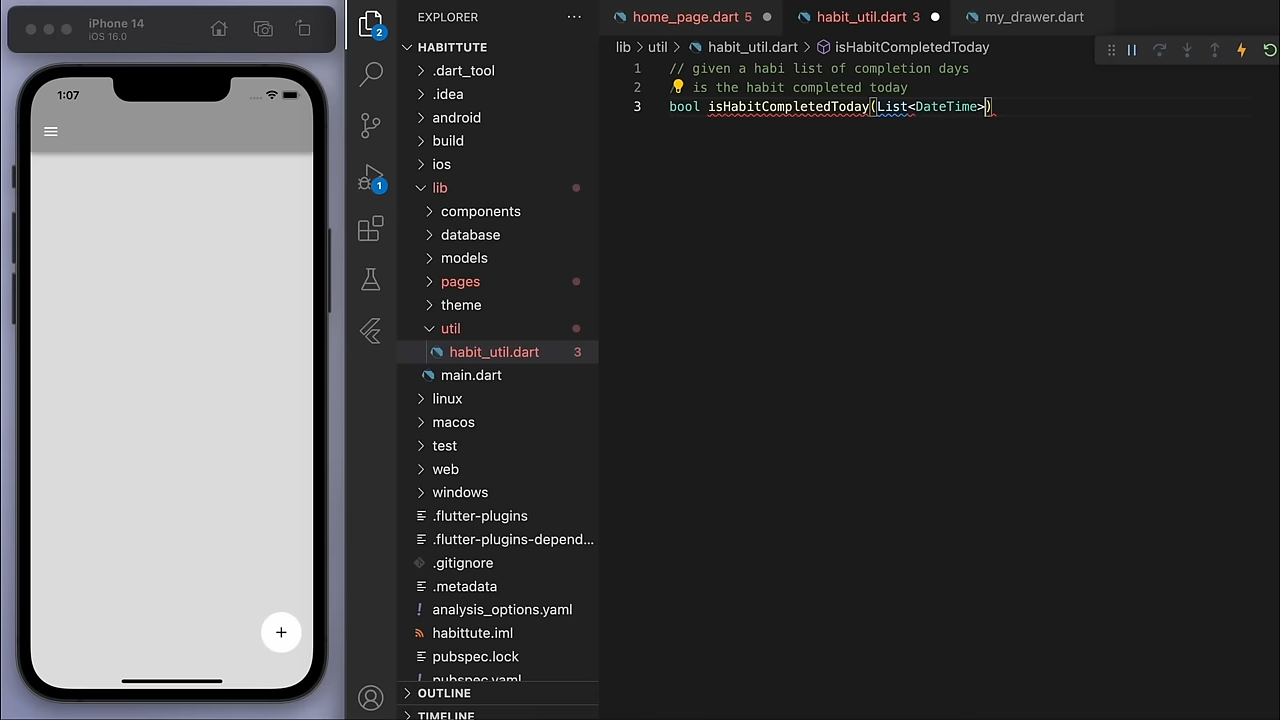 iPhone 14
iOS 16.0
1:07
2
1
EXPLORER
HABITTUTE
.dart_tool
.idea
android
build
ios
lib
components
database
models
pages
theme
util
habit_util.dart 3
main.dart
linux
macos
test
web
windows
.flutter-plugins
.flutter-plugins-depend...
.gitignore
.metadata
analysis_options.yaml
habittute.iml
pubspec.lock
pubspec.yaml
OUTLINE
TIMELINE
home_page.dart 5
habit_util.dart 3
my_drawer.dart
lib > util > habit_util.dart > isHabitCompletedToday
1 // given a habi list of completion days
2 // is the habit completed today
3 bool isHabitCompletedToday(List<DateTime>)